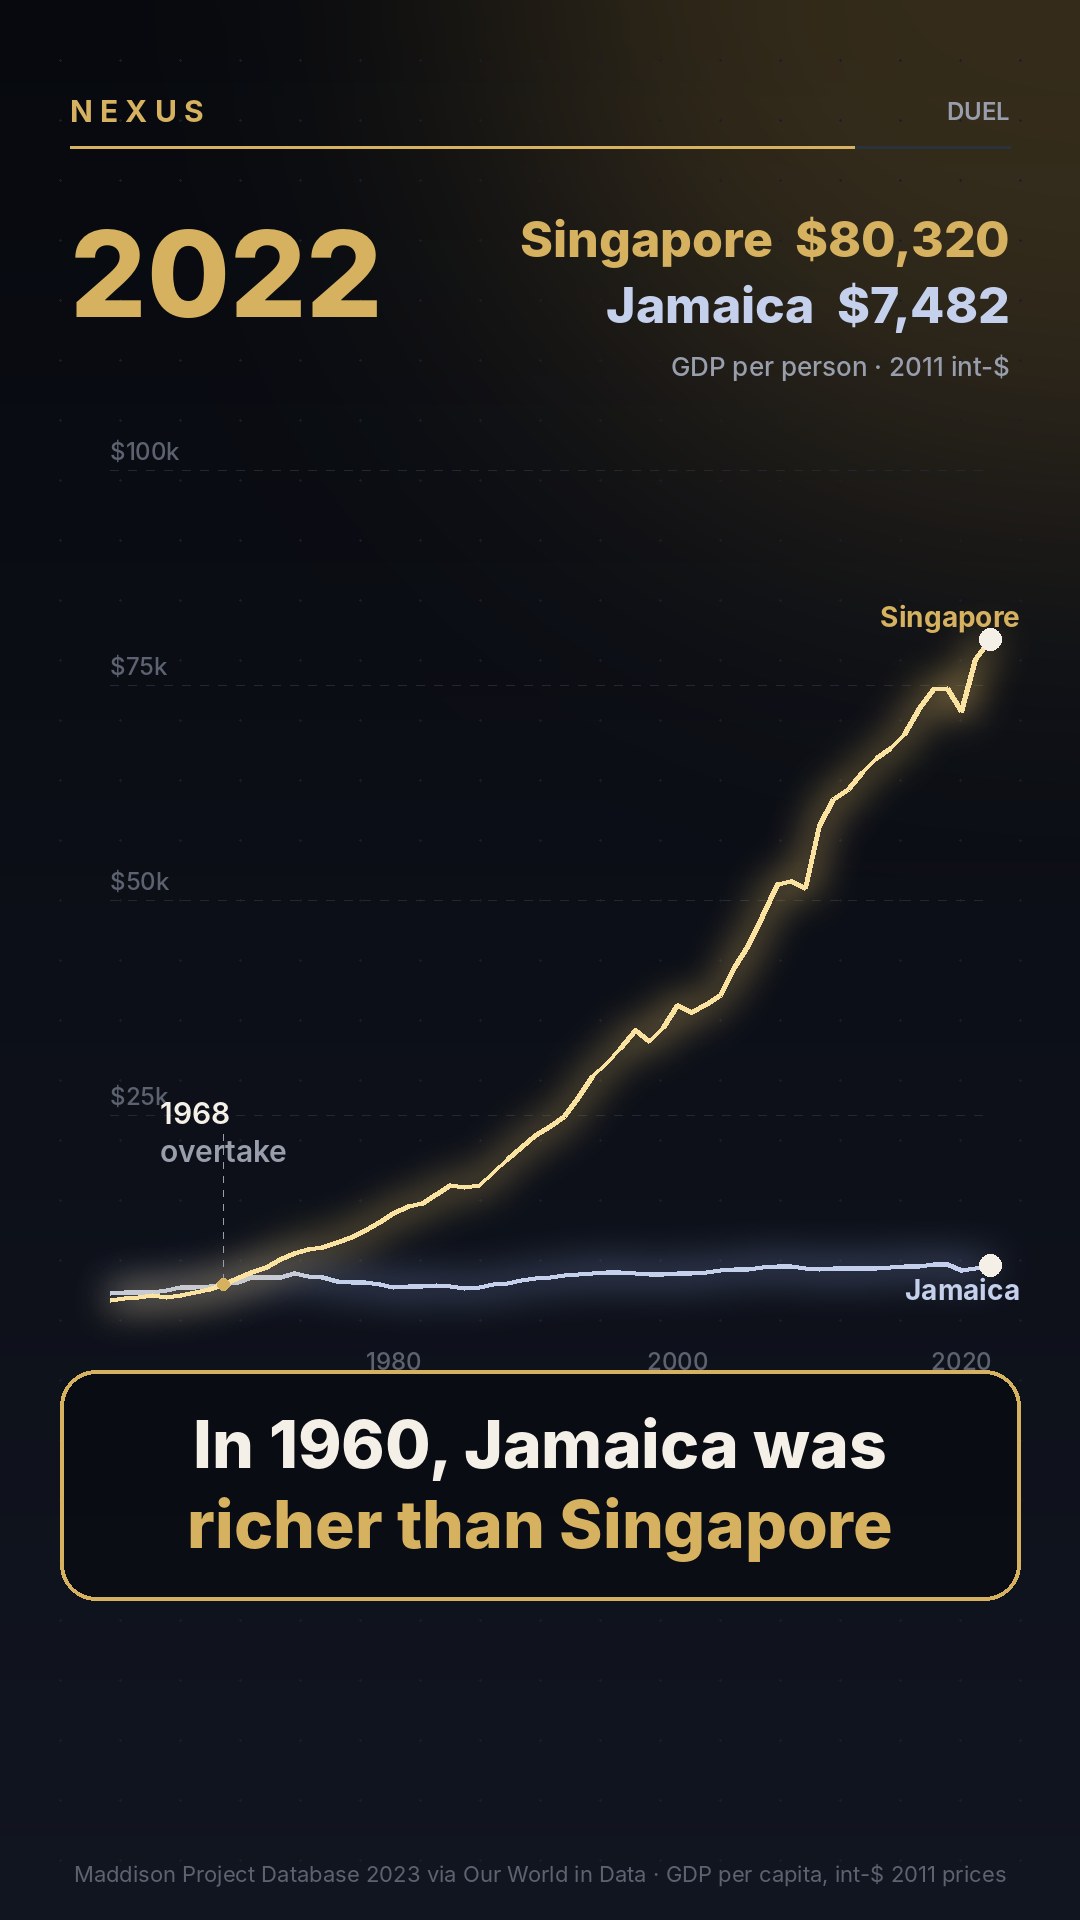 NEXUS
DUEL
2022
Singapore $80,320
Jamaica $7,482
GDP per person · 2011 int-$
$100k
Singapore
$75k
$50k
$25k
1968
overtake
Jamaica
1980 2000 2020
In 1960, Jamaica was
richer than Singapore
Maddison Project Database 2023 via Our World in Data · GDP per capita, int-$ 2011 prices